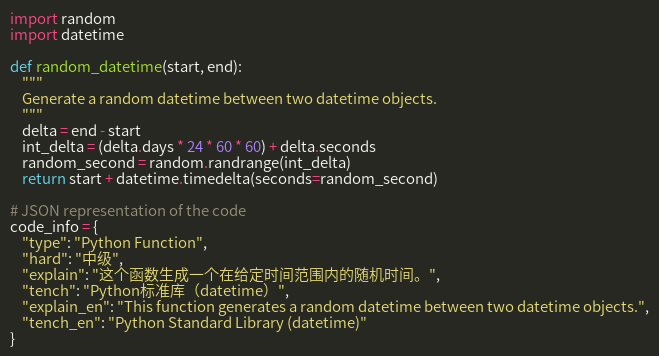 import random
import datetime

def random_datetime(start, end):
    """
    Generate a random datetime between two datetime objects.
    """
    delta = end - start
    int_delta = (delta.days * 24 * 60 * 60) + delta.seconds
    random_second = random.randrange(int_delta)
    return start + datetime.timedelta(seconds=random_second)

# JSON representation of the code
code_info = {
    "type": "Python Function",
    "hard": "中级",
    "explain": "这个函数生成一个在给定时间范围内的随机时间。",
    "tench": "Python标准库（datetime）",
    "explain_en": "This function generates a random datetime between two datetime objects.",
    "tench_en": "Python Standard Library (datetime)"
}